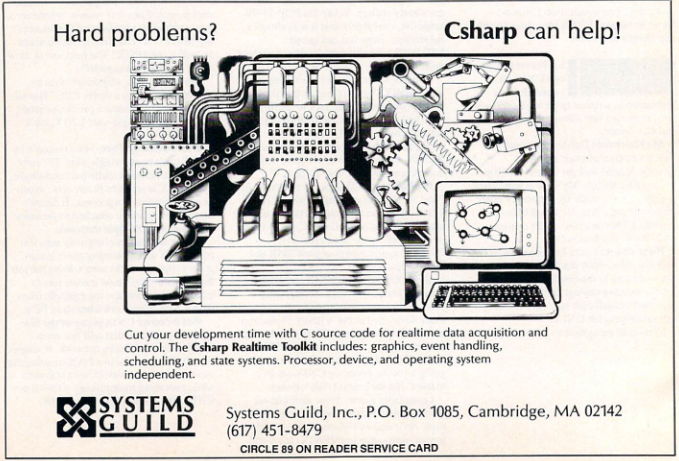 Hard problems?
Csharp can help!
Cut your development time with C source code for realtime data acquisition and
control. The Csharp Realtime Toolkit includes: graphics, event handling,
scheduling, and state systems. Processor, device, and operating system
independent.
SYSTEMS
GUILD
Systems Guild, Inc., P.O. Box 1085, Cambridge, MA 02142
(617) 451-8479
CIRCLE 89 ON READER SERVICE CARD